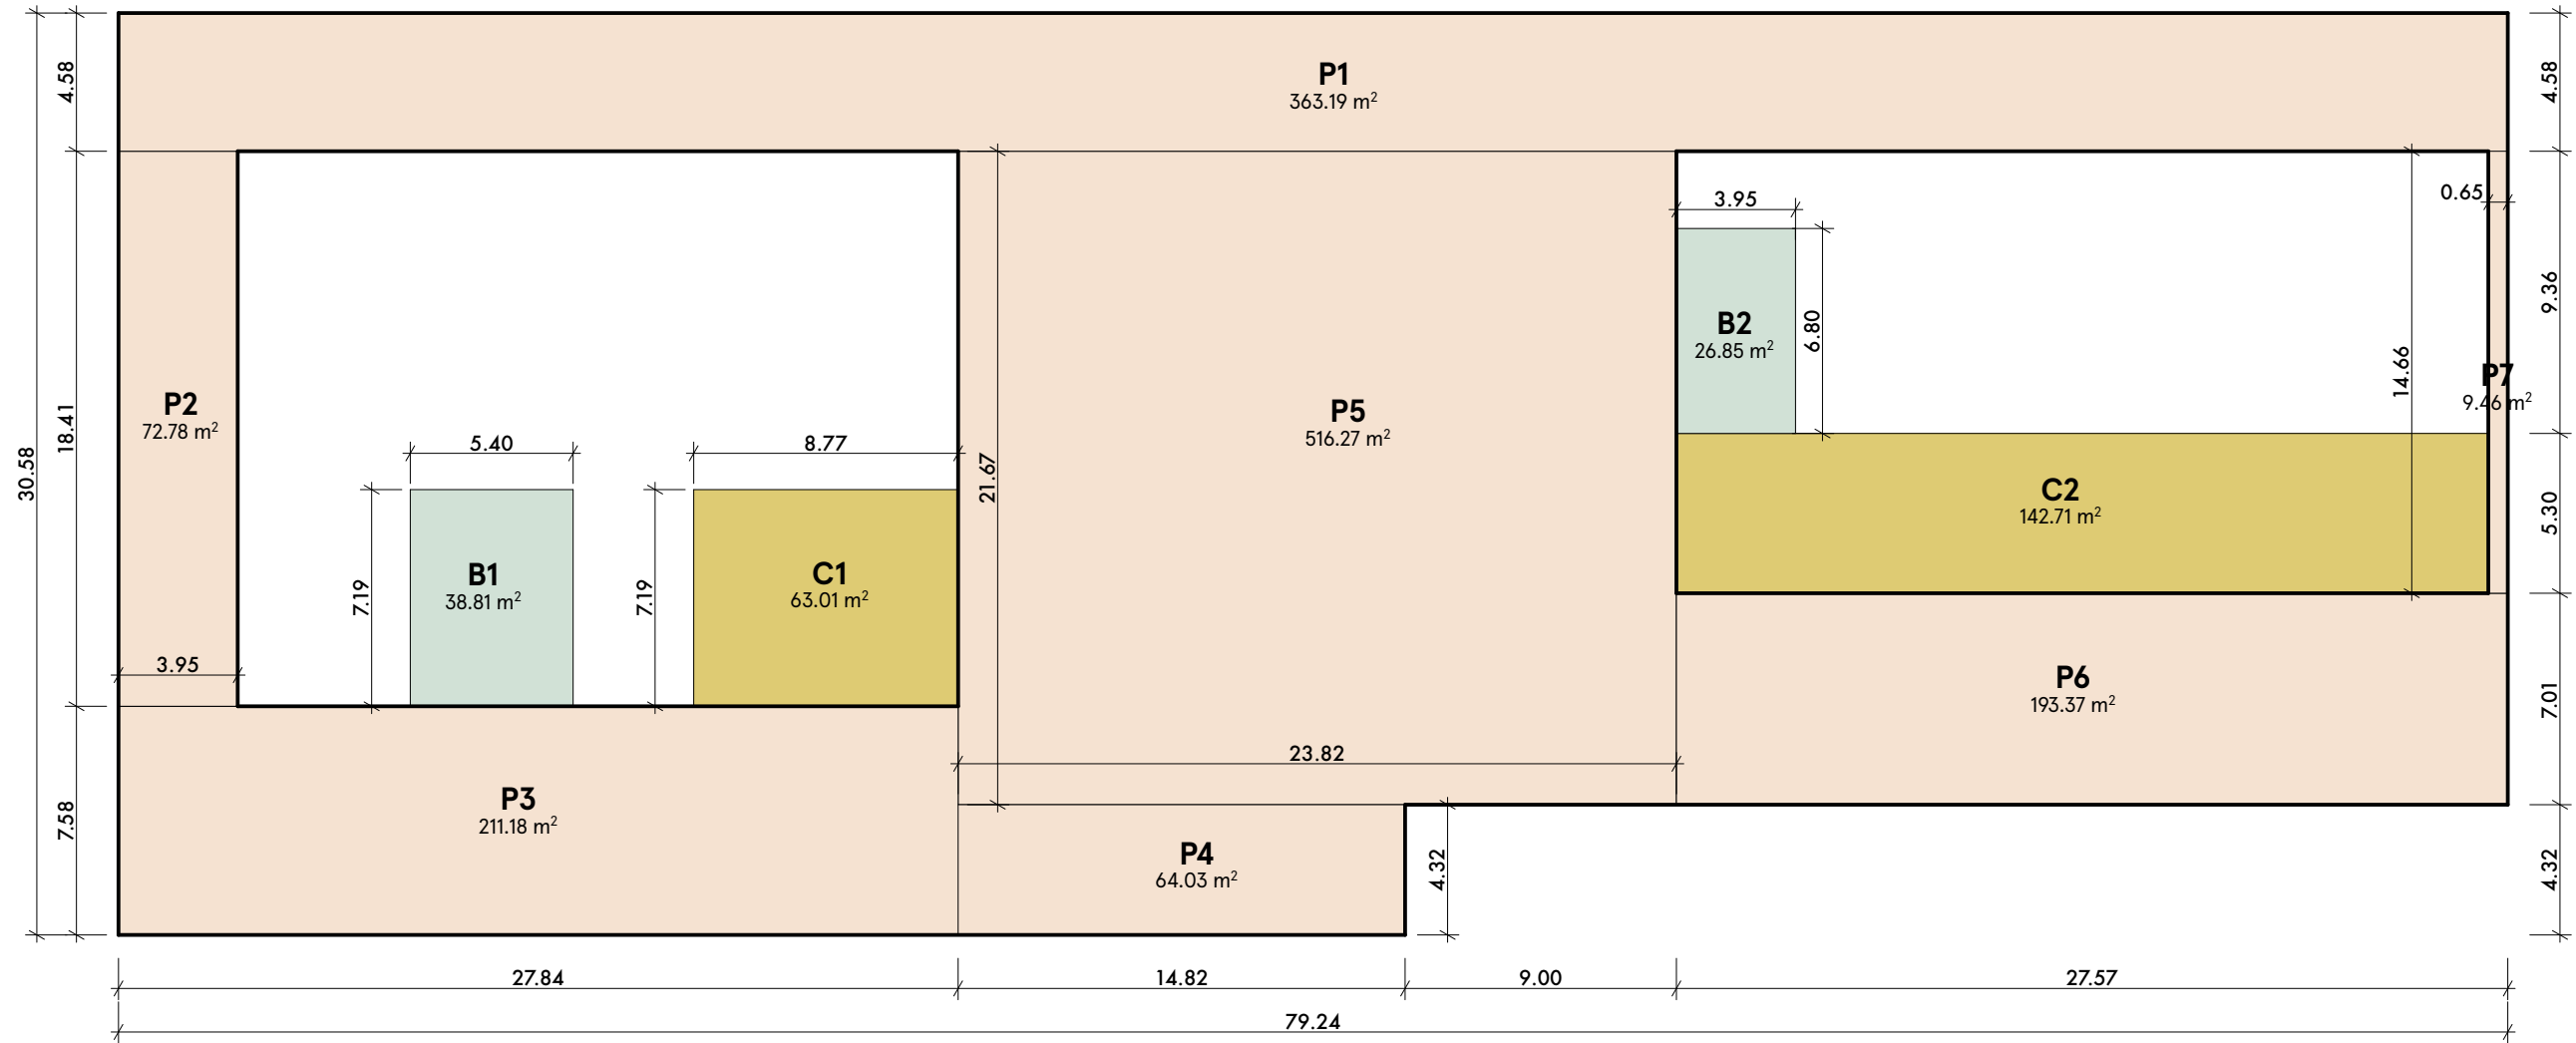 P1
363.19 m²
4.58
4.58
0.65
3.95
9.36
B2
26.85 m²
6.80
14.66
P7
9.46 m²
P2
72.78 m²
P5
516.27 m²
18.41
30.58
5.40
8.77
21.67
C2
142.71 m²
5.30
B1
38.81 m²
7.19
C1
63.01 m²
7.19
3.95
P6
193.37 m²
7.01
23.82
P3
211.18 m²
7.58
P4
64.03 m²
4.32
4.32
27.84
14.82
9.00
27.57
79.24